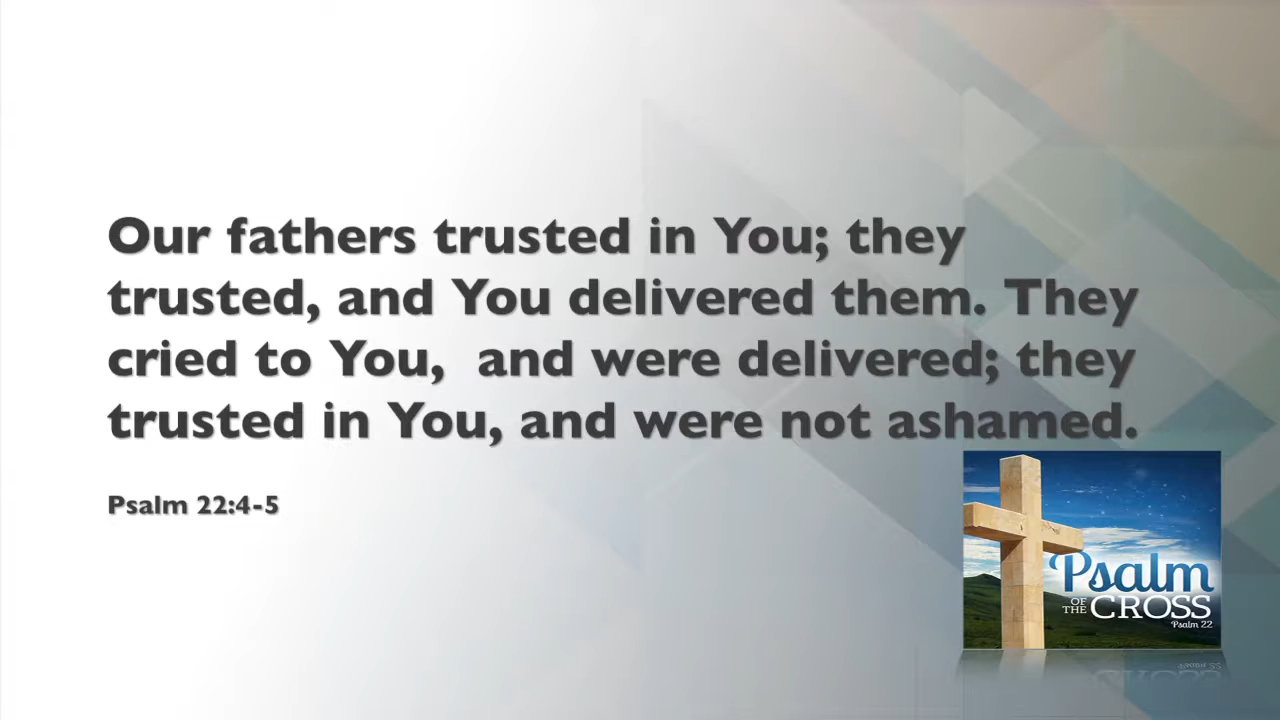 Our fathers trusted in You; they
trusted, and You delivered them. They
cried to You,  and were delivered; they
trusted in You, and were not ashamed.
Psalm 22:4-5
Psalm
OF THE CROSS
Psalm 22